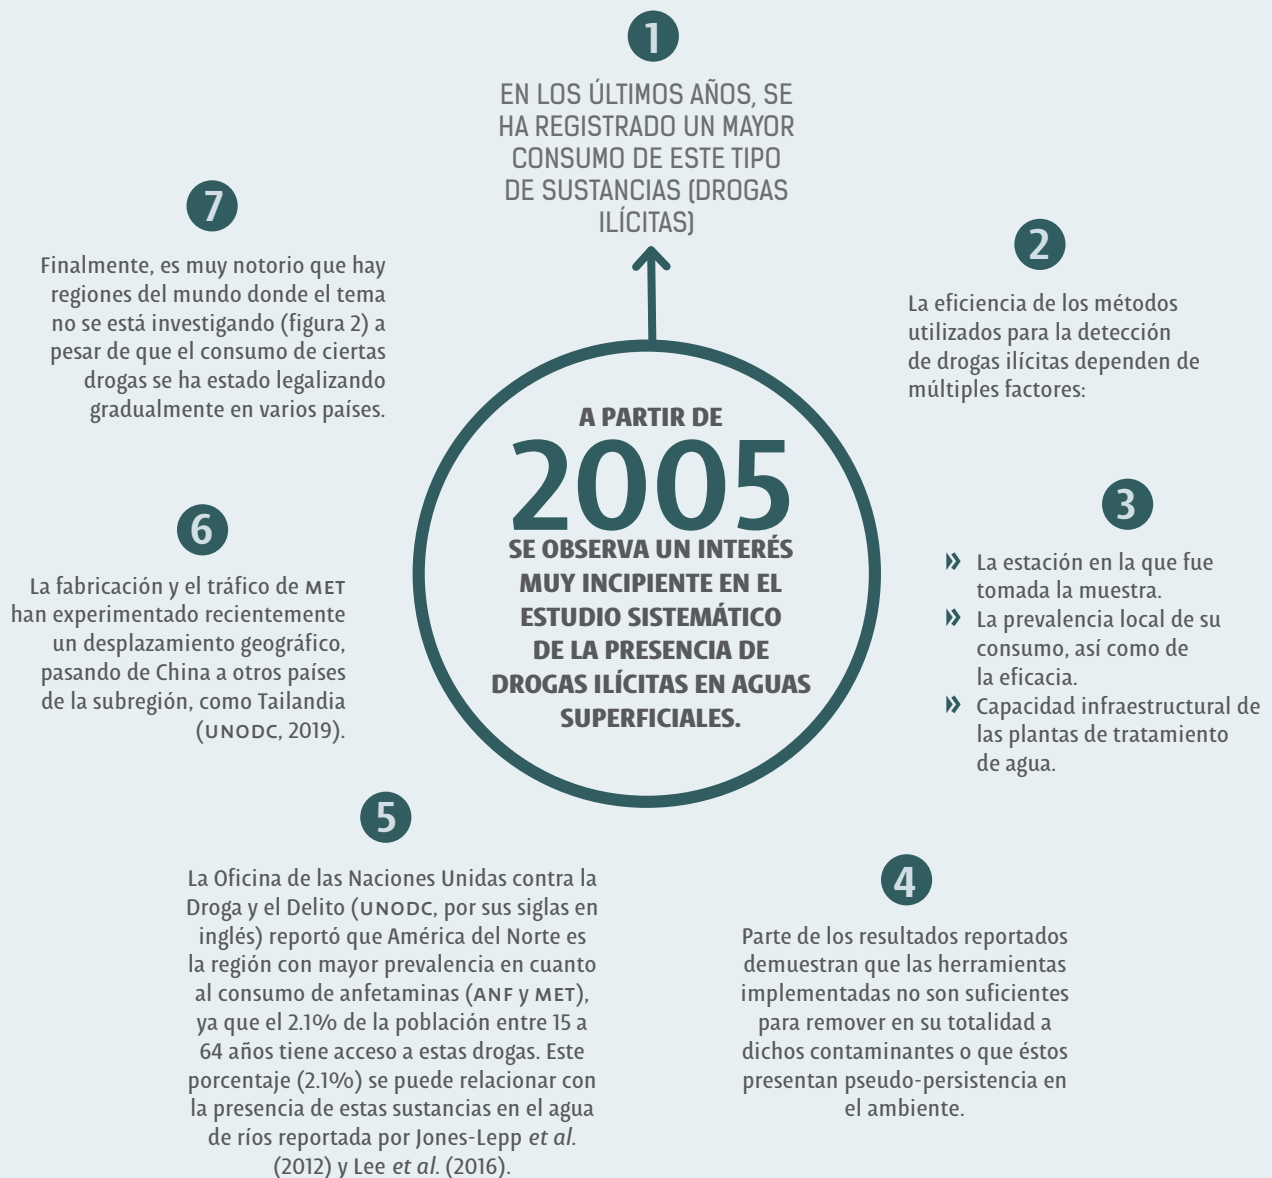 1
EN LOS ÚLTIMOS AÑOS, SE
HA REGISTRADO UN MAYOR
CONSUMO DE ESTE TIPO
DE SUSTANCIAS (DROGAS
ILÍCITAS)
A PARTIR DE
2005
SE OBSERVA UN INTERÉS
MUY INCIPIENTE EN EL
ESTUDIO SISTEMÁTICO
DE LA PRESENCIA DE
DROGAS ILÍCITAS EN AGUAS
SUPERFICIALES.
2
La eficiencia de los métodos
utilizados para la detección
de drogas ilícitas dependen de
múltiples factores:
3
» La estación en la que fue
tomada la muestra.
» La prevalencia local de su
consumo, así como de
la eficacia.
» Capacidad infraestructural de
las plantas de tratamiento
de agua.
4
Parte de los resultados reportados
demuestran que las herramientas
implementadas no son suficientes
para remover en su totalidad a
dichos contaminantes o que éstos
presentan pseudo-persistencia en
el ambiente.
5
La Oficina de las Naciones Unidas contra la
Droga y el Delito (UNODC, por sus siglas en
inglés) reportó que América del Norte es
la región con mayor prevalencia en cuanto
al consumo de anfetaminas (ANF y MET),
ya que el 2.1% de la población entre 15 a
64 años tiene acceso a estas drogas. Este
porcentaje (2.1%) se puede relacionar con
la presencia de estas sustancias en el agua
de ríos reportada por Jones-Lepp et al.
(2012) y Lee et al. (2016).
6
La fabricación y el tráfico de MET
han experimentado recientemente
un desplazamiento geográfico,
pasando de China a otros países
de la subregión, como Tailandia
(UNODC, 2019).
7
Finalmente, es muy notorio que hay
regiones del mundo donde el tema
no se está investigando (figura 2) a
pesar de que el consumo de ciertas
drogas se ha estado legalizando
gradualmente en varios países.